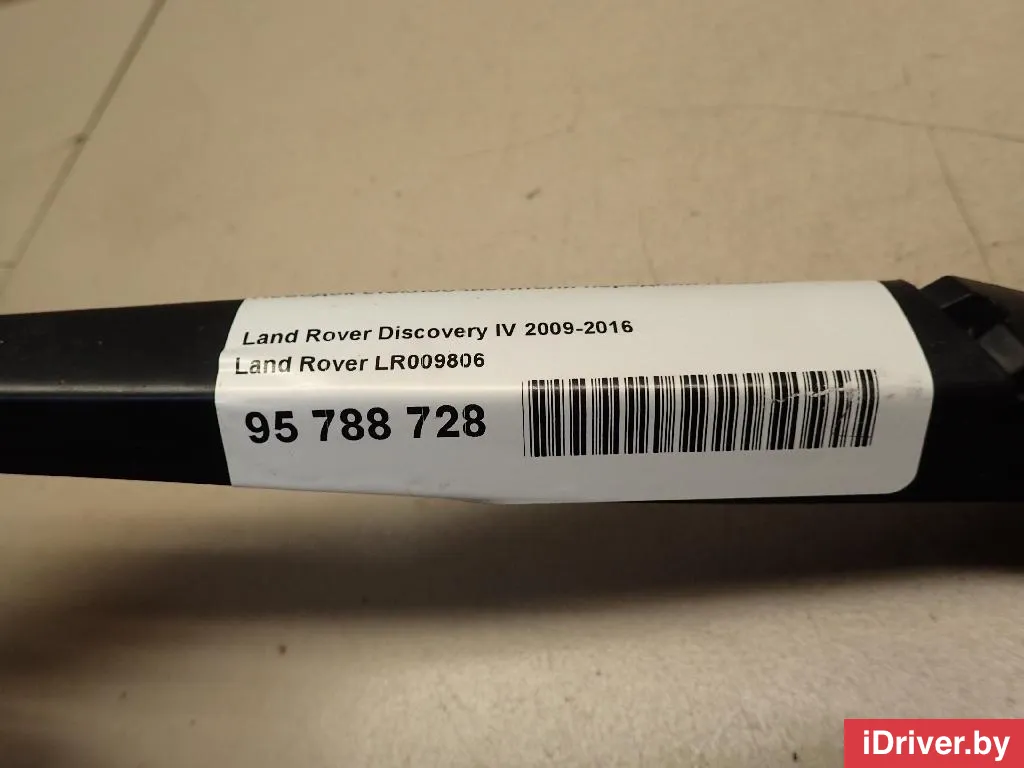 Land Rover Discovery IV 2009-2016
Land Rover LR009806
95 788 728
iDriver.by